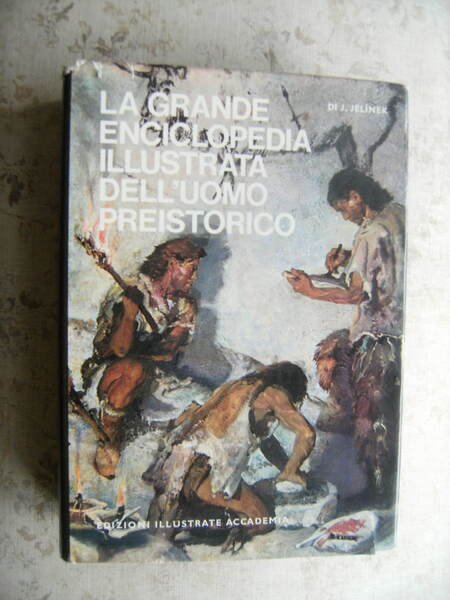 LA GRANDE
ENCICLOPEDIA
ILLUSTRATA
DELL'UOMO
PREISTORICO
DI J. JELÍNEK
EDIZIONI ILLUSTRATE ACCADEMIA